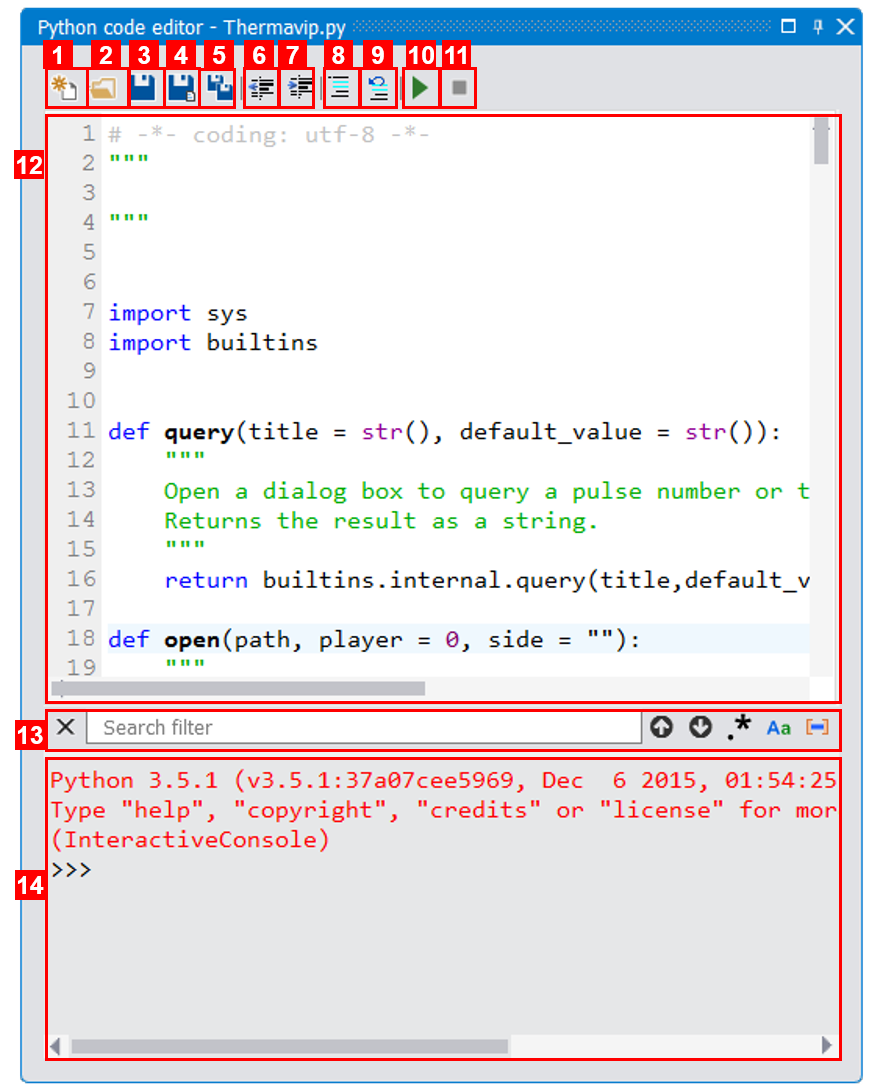 Python code editor - Thermavip.py
1 2 3 4 5 6 7 8 9 10 11
12
1 # -*- coding: utf-8 -*-
2 """
3
4 """
5
6
7 import sys
8 import builtins
9
10
11 def query(title = str(), default_value = str()):
12     """
13     Open a dialog box to query a pulse number or t
14     Returns the result as a string.
15     """
16     return builtins.internal.query(title,default_v
17
18 def open(path, player = 0, side = ""):
19     """
13
Search filter .* Aa
Python 3.5.1 (v3.5.1:37a07cee5969, Dec  6 2015, 01:54:25
Type "help", "copyright", "credits" or "license" for mor
(InteractiveConsole)
>>>
14